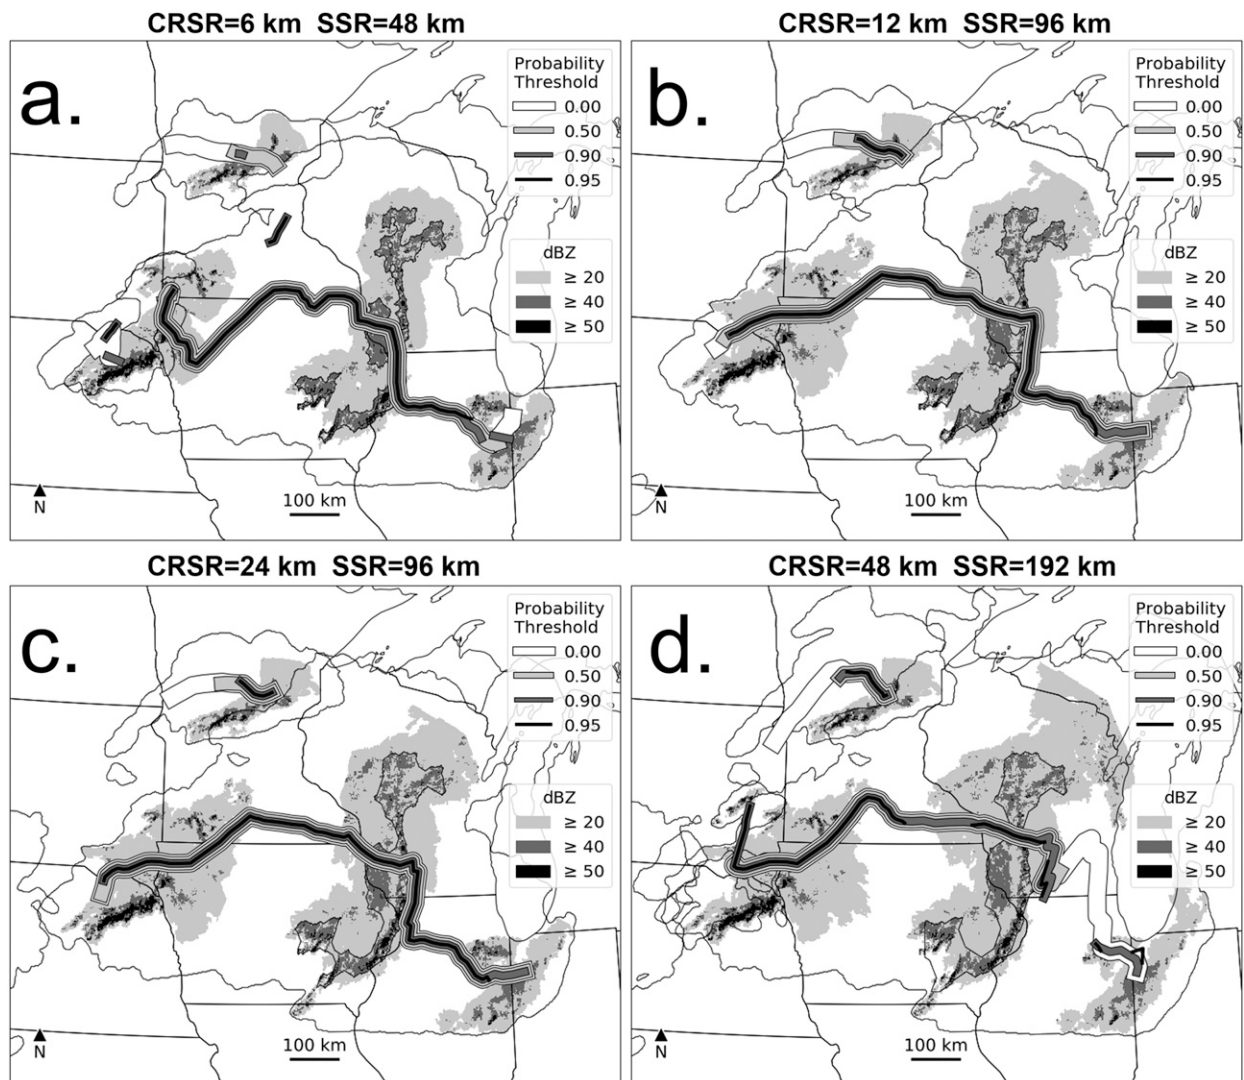 CRSR=6 km SSR=48 km
a.
Probability
Threshold
0.00
0.50
0.90
0.95
dBZ
≥ 20
≥ 40
≥ 50
N
100 km
CRSR=12 km SSR=96 km
b.
Probability
Threshold
0.00
0.50
0.90
0.95
dBZ
≥ 20
≥ 40
≥ 50
N
100 km
CRSR=24 km SSR=96 km
c.
Probability
Threshold
0.00
0.50
0.90
0.95
dBZ
≥ 20
≥ 40
≥ 50
N
100 km
CRSR=48 km SSR=192 km
d.
Probability
Threshold
0.00
0.50
0.90
0.95
dBZ
≥ 20
≥ 40
≥ 50
N
100 km